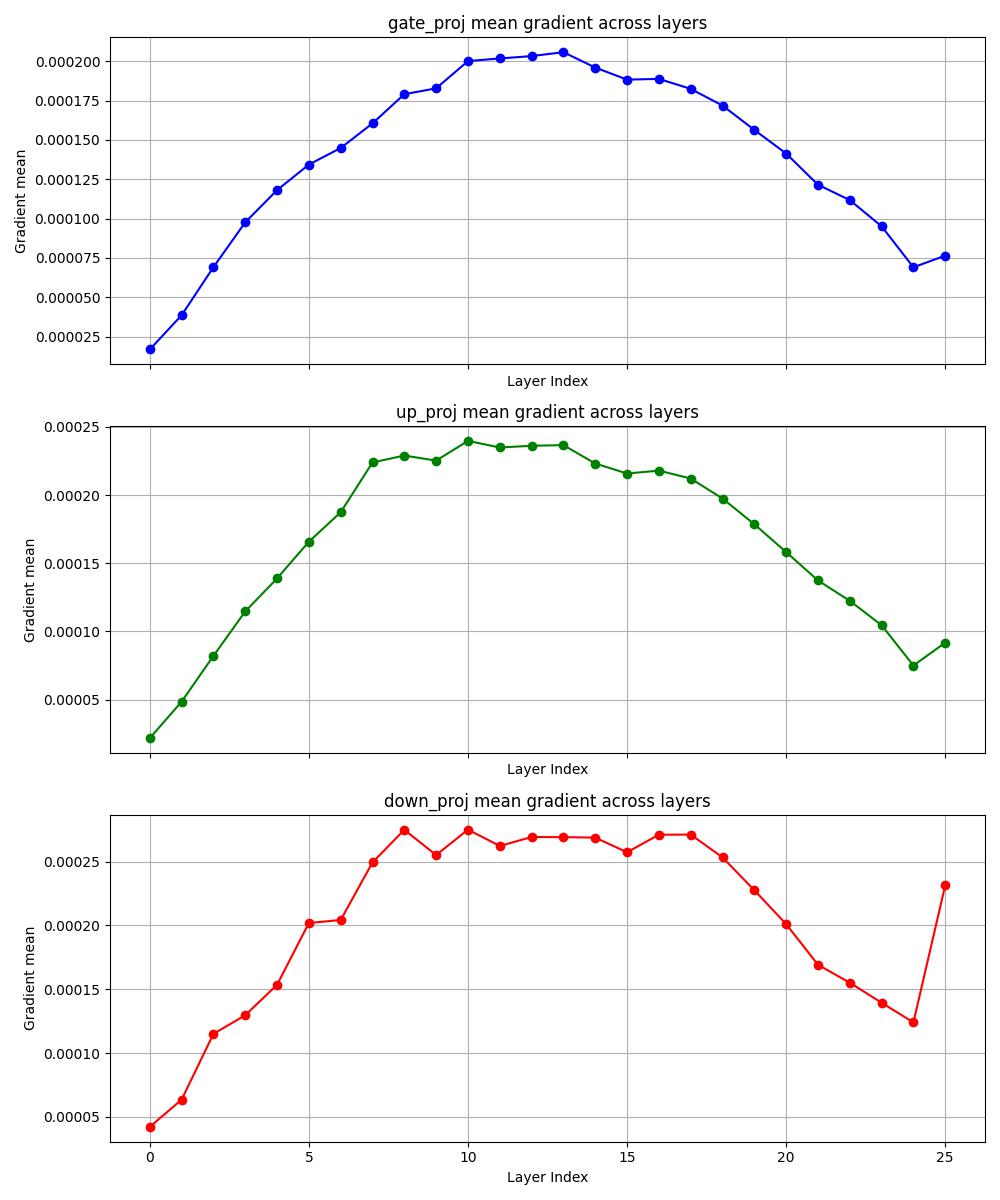 gate_proj mean gradient across layers
0.000200
0.000175
0.000150
0.000125
0.000100
0.000075
0.000050
0.000025
Gradient mean
Layer Index
up_proj mean gradient across layers
0.00025
0.00020
0.00015
0.00010
0.00005
Gradient mean
Layer Index
down_proj mean gradient across layers
0.00025
0.00020
0.00015
0.00010
0.00005
Gradient mean
0 5 10 15 20 25
Layer Index